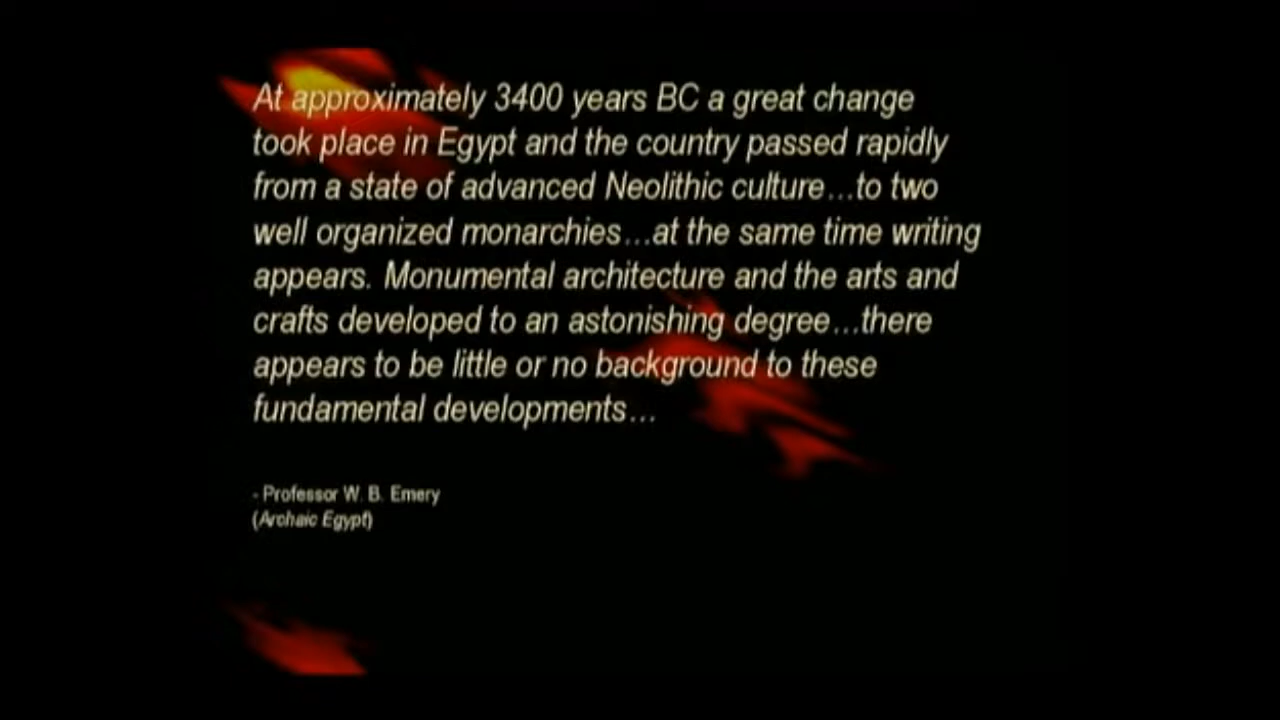 At approximately 3400 years BC a great change
took place in Egypt and the country passed rapidly
from a state of advanced Neolithic culture...to two
well organized monarchies...at the same time writing
appears. Monumental architecture and the arts and
crafts developed to an astonishing degree...there
appears to be little or no background to these
fundamental developments...
- Professor W. B. Emery
(Archaic Egypt)